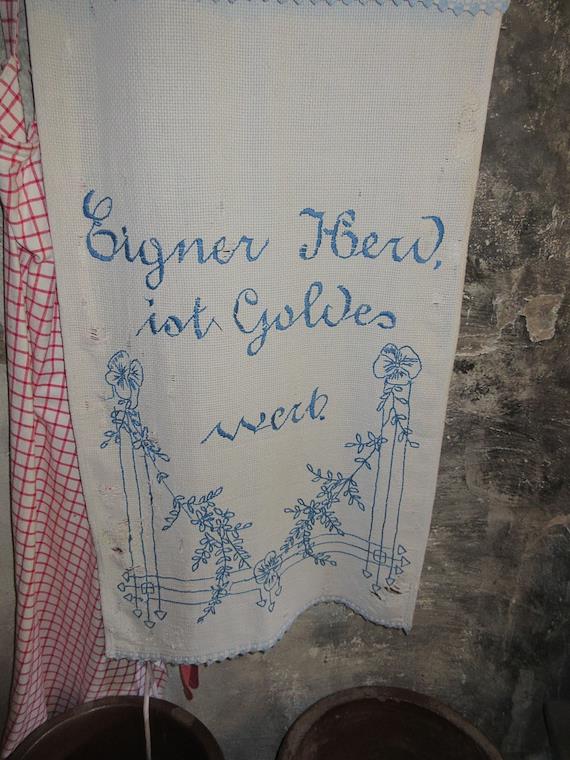 Eigner Herd,
ist Goldes
wert.